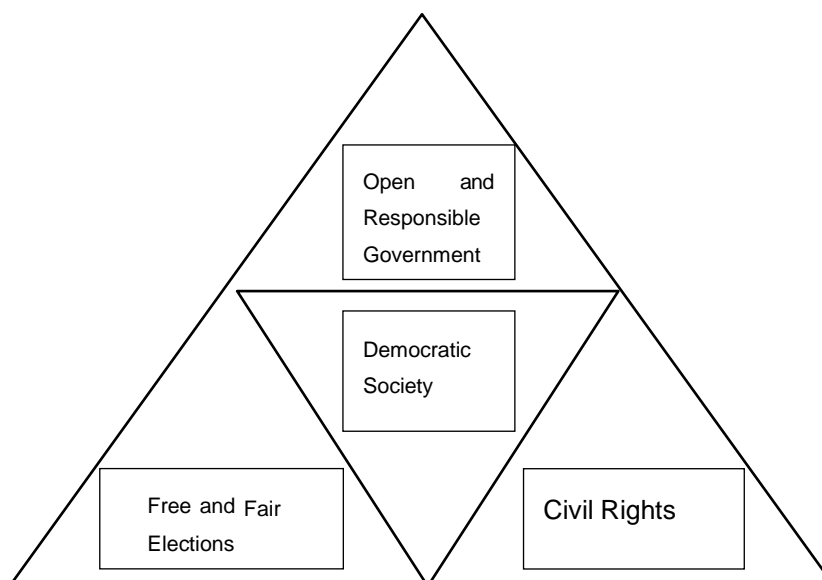 Open and
Responsible
Government
Democratic
Society
Free and Fair
Elections
Civil Rights